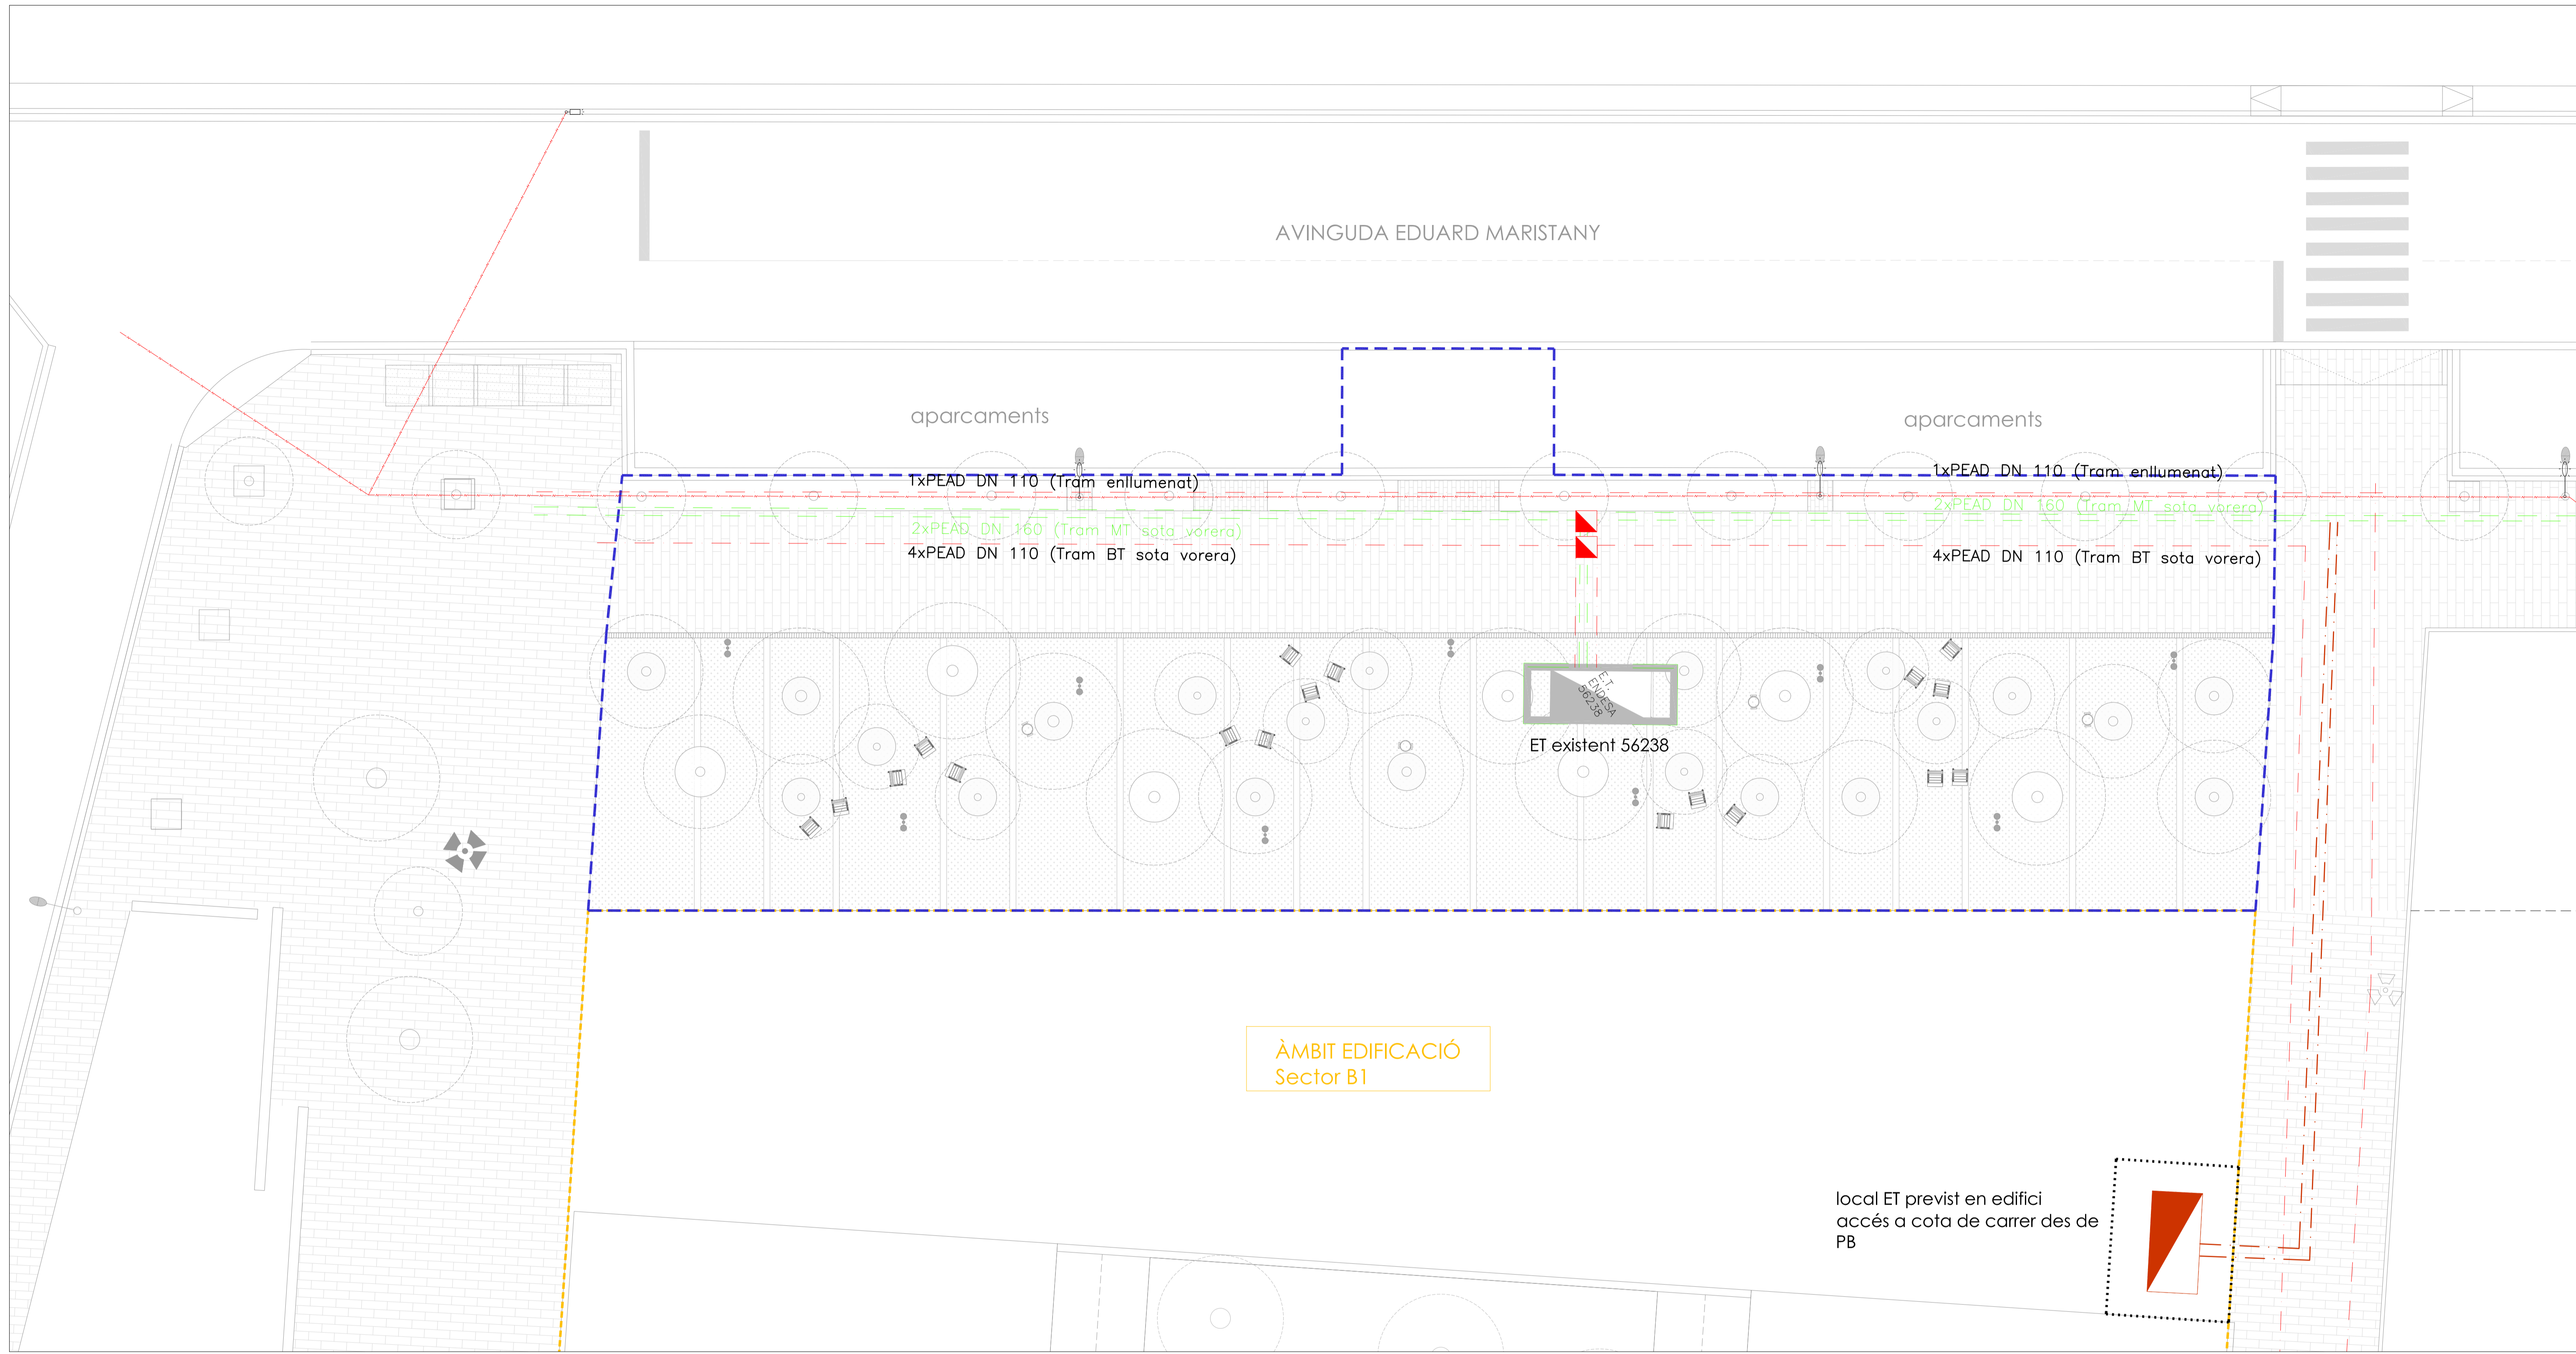 AVINGUDA EDUARD MARISTANY
aparcaments
aparcaments
1xPEAD DN 110 (Tram enllumenat)
1xPEAD DN 110 (Tram enllumenat)
2xPEAD DN 160 (Tram MT sota vorera)
2xPEAD DN 160 (Tram MT sota vorera)
4xPEAD DN 110 (Tram BT sota vorera)
4xPEAD DN 110 (Tram BT sota vorera)
E.T.
ENDESA
56238
ET existent 56238
ÀMBIT EDIFICACIÓ
Sector B1
local ET previst en edifici
accés a cota de carrer des de
PB